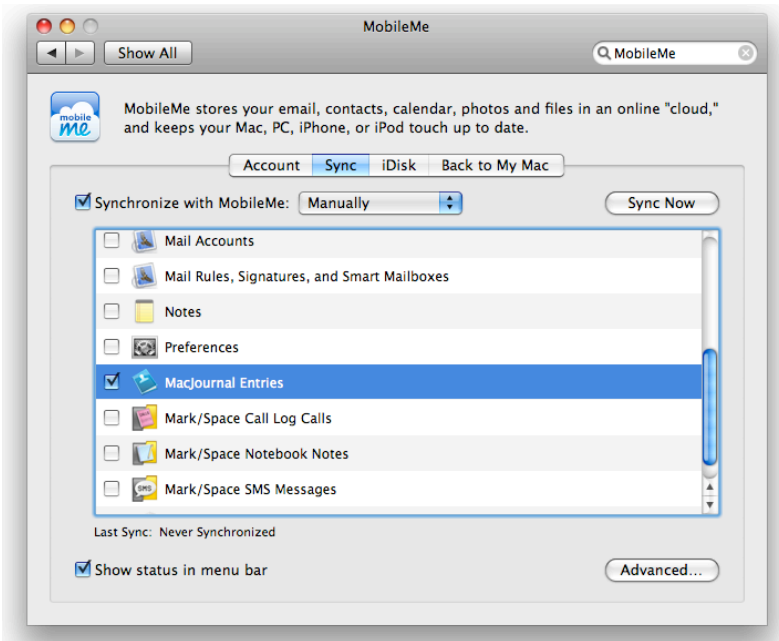 MobileMe
Show All
MobileMe
mobile
me
MobileMe stores your email, contacts, calendar, photos and files in an online "cloud,"
and keeps your Mac, PC, iPhone, or iPod touch up to date.
Account Sync iDisk Back to My Mac
Synchronize with MobileMe: Manually Sync Now
Mail Accounts
Mail Rules, Signatures, and Smart Mailboxes
Notes
Preferences
MacJournal Entries
Mark/Space Call Log Calls
Mark/Space Notebook Notes
SMS Mark/Space SMS Messages
Last Sync: Never Synchronized
Show status in menu bar Advanced...